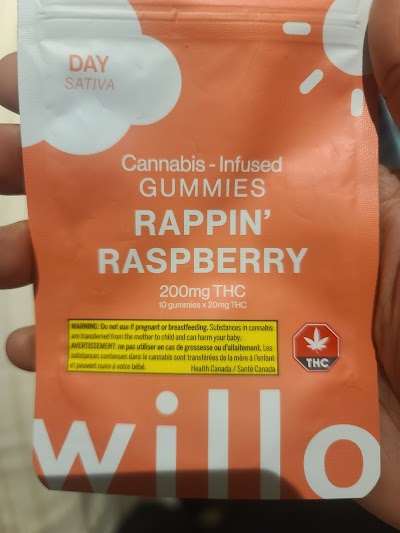 DAY
SATIVA
Cannabis - Infused
GUMMIES
RAPPIN'
RASPBERRY
200mg THC
10 gummies x 20mg THC
WARNING: Do not use if pregnant or breastfeeding. Substances in cannabis
are transferred from the mother to child and can harm your baby.
AVERTISSEMENT: ne pas utiliser en cas de grossesse ou d'allaitement. Les
substances contenues dans le cannabis sont transférées de la mère à l'enfant
et peuvent nuire à votre bébé.
Health Canada / Santé Canada
THC
willo